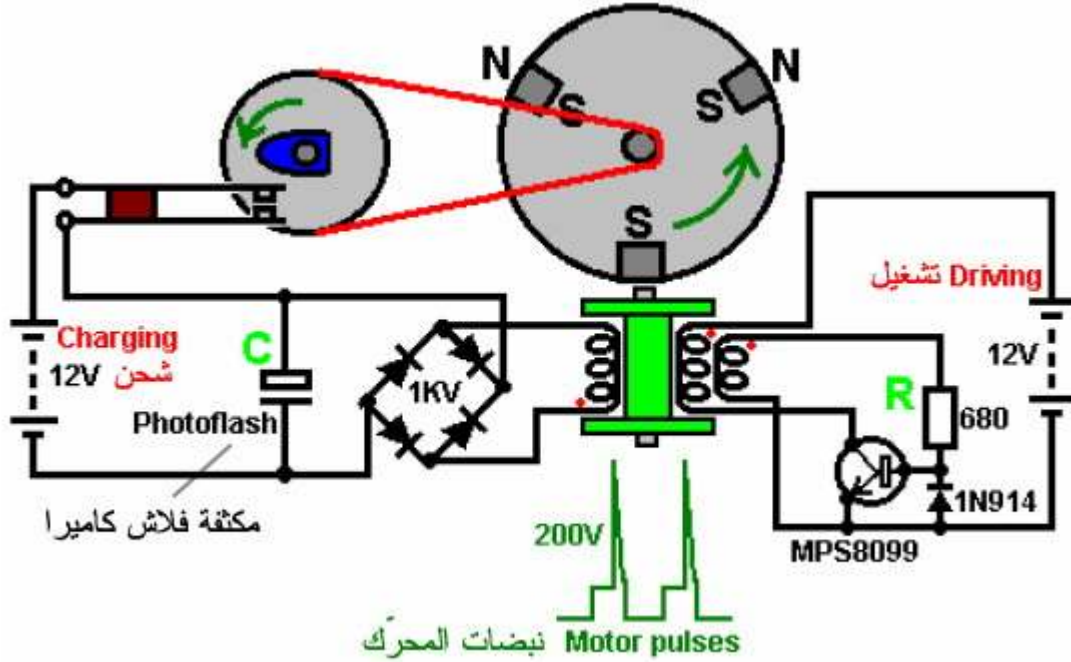 N
S
N
S
S
تشغيل Driving
Charging
12V شحن
C
Photoflash
1KV
12V
R
680
1N914
MPS8099
مكثفة فلاش كاميرا
200V
نبضات المحرّك Motor pulses